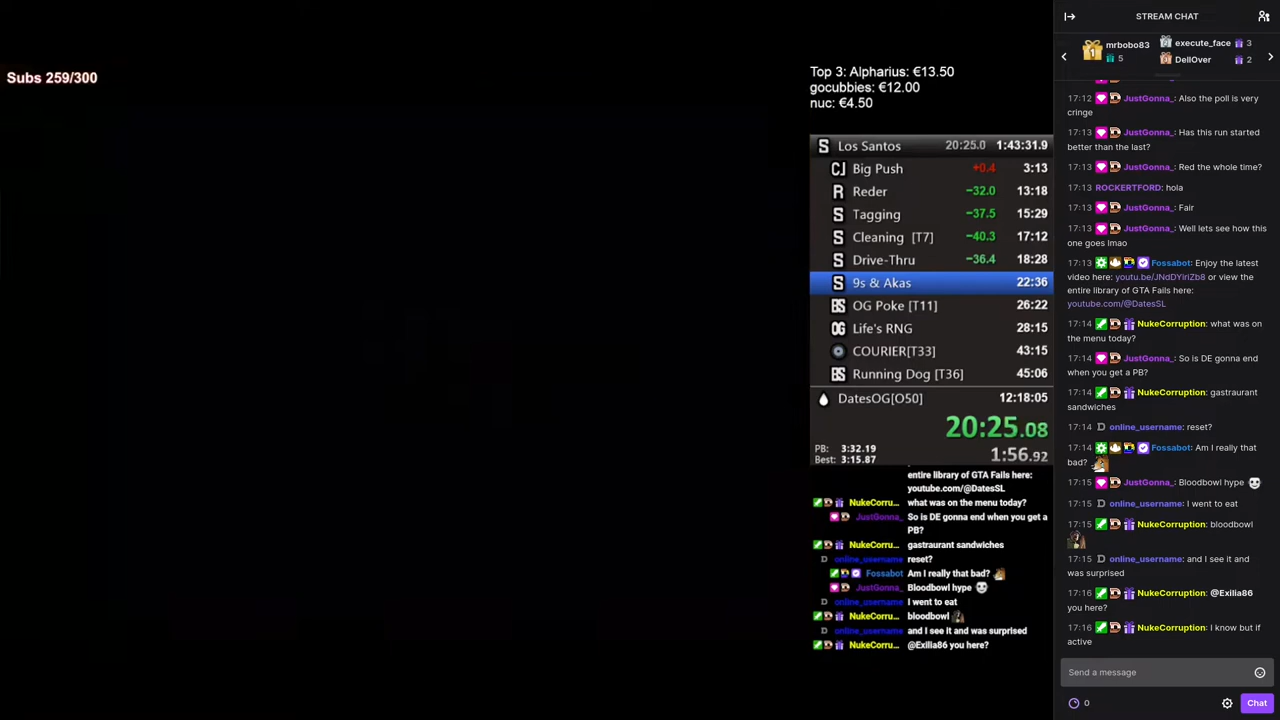 Subs 259/300
Top 3: Alpharius: €13.50
gocubbies: €12.00
nuc: €4.50
Los Santos 20:25.0 1:43:31.9
Big Push +0.4 3:13
Reder −32.0 13:18
Tagging −37.5 15:29
Cleaning [T7] −40.3 17:12
Drive-Thru −36.4 18:28
9s & Akas 22:36
OG Poke [T11] 26:22
Life's RNG 28:15
COURIER[T33] 43:15
Running Dog [T36] 45:06
DatesOG[O50] 12:18:05
20:25.08
PB: 3:32.19
Best: 3:15.87
1:56.92
entire library of GTA Fails here:
youtube.com/@DatesSL
NukeCorru... what was on the menu today?
JustGonna_ So is DE gonna end when you get a
PB?
NukeCorru... gastraurant sandwiches
online_username reset?
Fossabot Am I really that bad?
JustGonna_ Bloodbowl hype
online_username I went to eat
NukeCorru... bloodbowl
online_username and I see it and was surprised
NukeCorru... @Exilia86 you here?
STREAM CHAT
1 mrbobo83 5
execute_face 3
DellOver 2
17:12 JustGonna_: Also the poll is very
cringe
17:13 JustGonna_: Has this run started
better than the last?
17:13 JustGonna_: Red the whole time?
17:13 ROCKERTFORD: hola
17:13 JustGonna_: Fair
17:13 JustGonna_: Well lets see how this
one goes lmao
17:13 Fossabot: Enjoy the latest
video here: youtu.be/JNdDYiriZb8 or view the
entire library of GTA Fails here:
youtube.com/@DatesSL
17:14 NukeCorruption: what was on
the menu today?
17:14 JustGonna_: So is DE gonna end
when you get a PB?
17:14 NukeCorruption: gastraurant
sandwiches
17:14 online_username: reset?
17:14 Fossabot: Am I really that
bad?
17:15 JustGonna_: Bloodbowl hype
17:15 online_username: I went to eat
17:15 NukeCorruption: bloodbowl
17:15 online_username: and I see it and
was surprised
17:16 NukeCorruption: @Exilia86
you here?
17:16 NukeCorruption: I know but if
active
Send a message
0
Chat